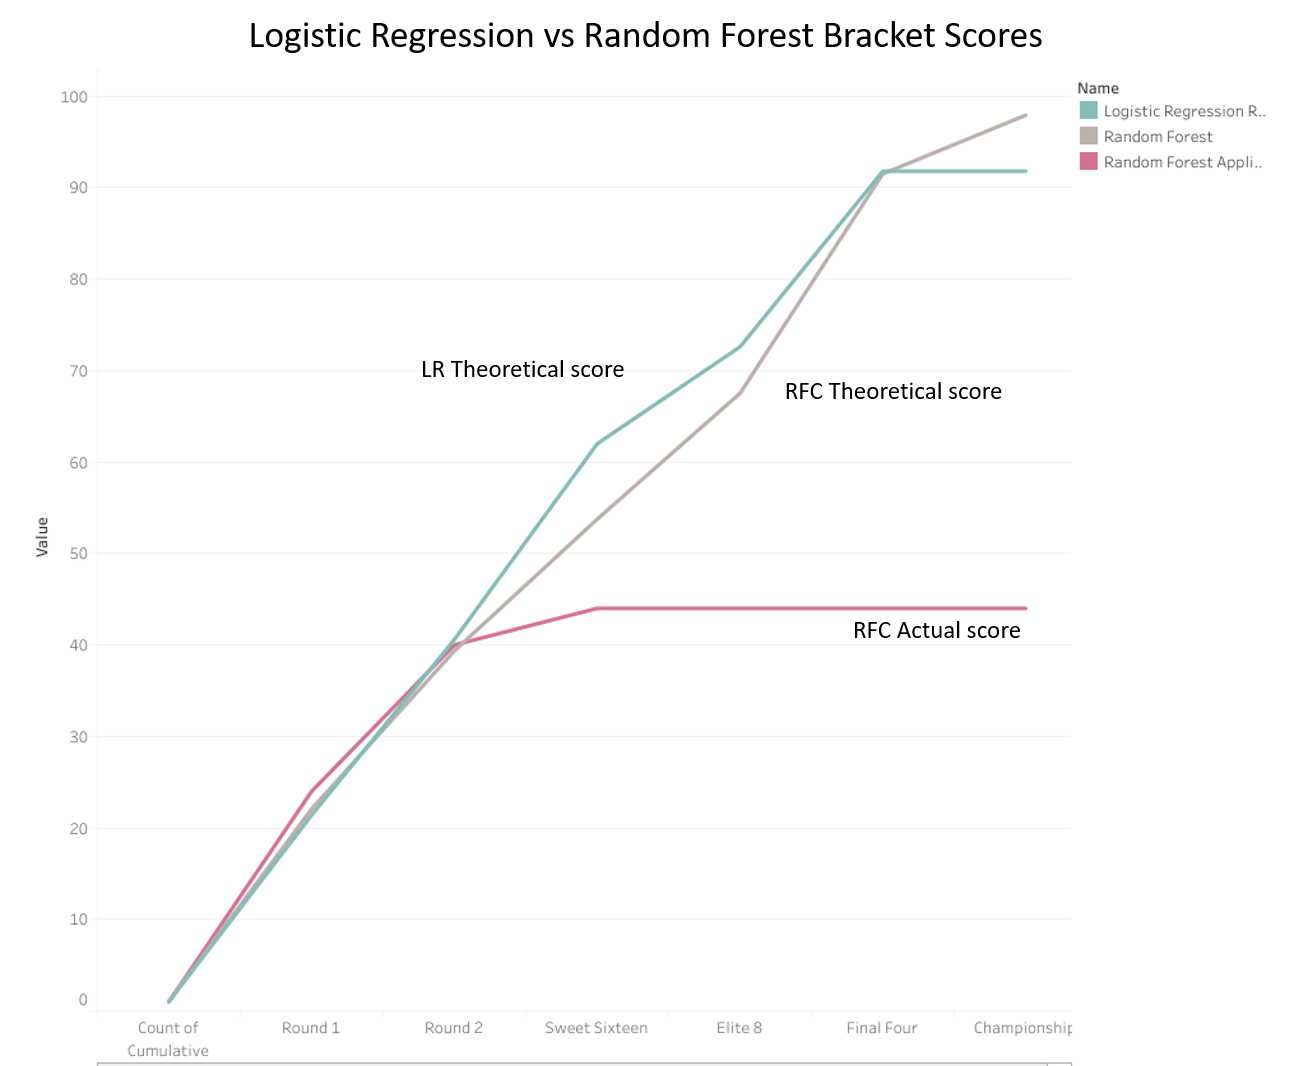 Logistic Regression vs Random Forest Bracket Scores
Name
Logistic Regression R..
Random Forest
Random Forest Appli..
100
90
80
70
60
50
40
30
20
10
0
Value
LR Theoretical score
RFC Theoretical score
RFC Actual score
Count of
Cumulative
Round 1
Round 2
Sweet Sixteen
Elite 8
Final Four
Championship